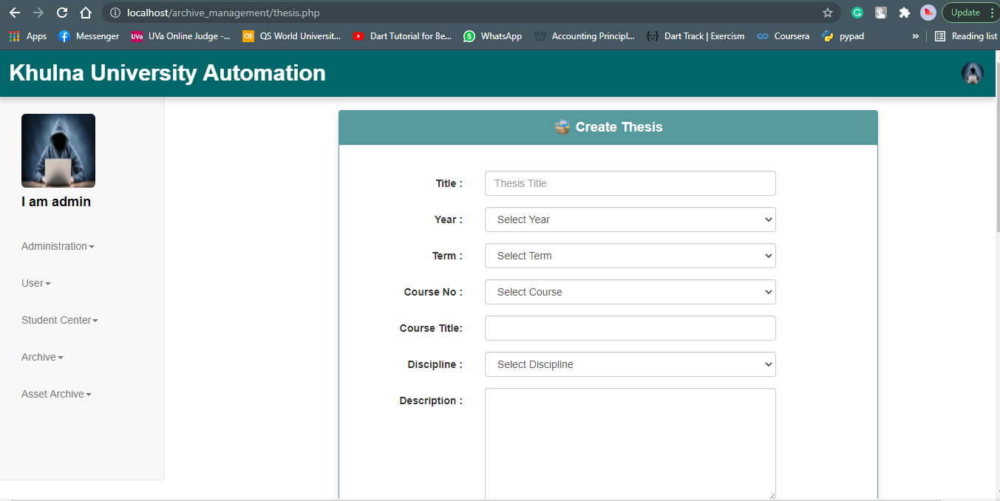 localhost/archive_management/thesis.php
Update
Apps
Messenger
UVa UVa Online Judge -...
QS QS World Universit...
Dart Tutorial for Be...
5 WhatsApp
W Accounting Principl...
{-} Dart Track | Exercism
Coursera
pypad
»
Reading list
Khulna University Automation
I am admin
Administration
User
Student Center
Archive
Asset Archive
Create Thesis
Title : Thesis Title
Year : Select Year
Term : Select Term
Course No : Select Course
Course Title:
Discipline : Select Discipline
Description :